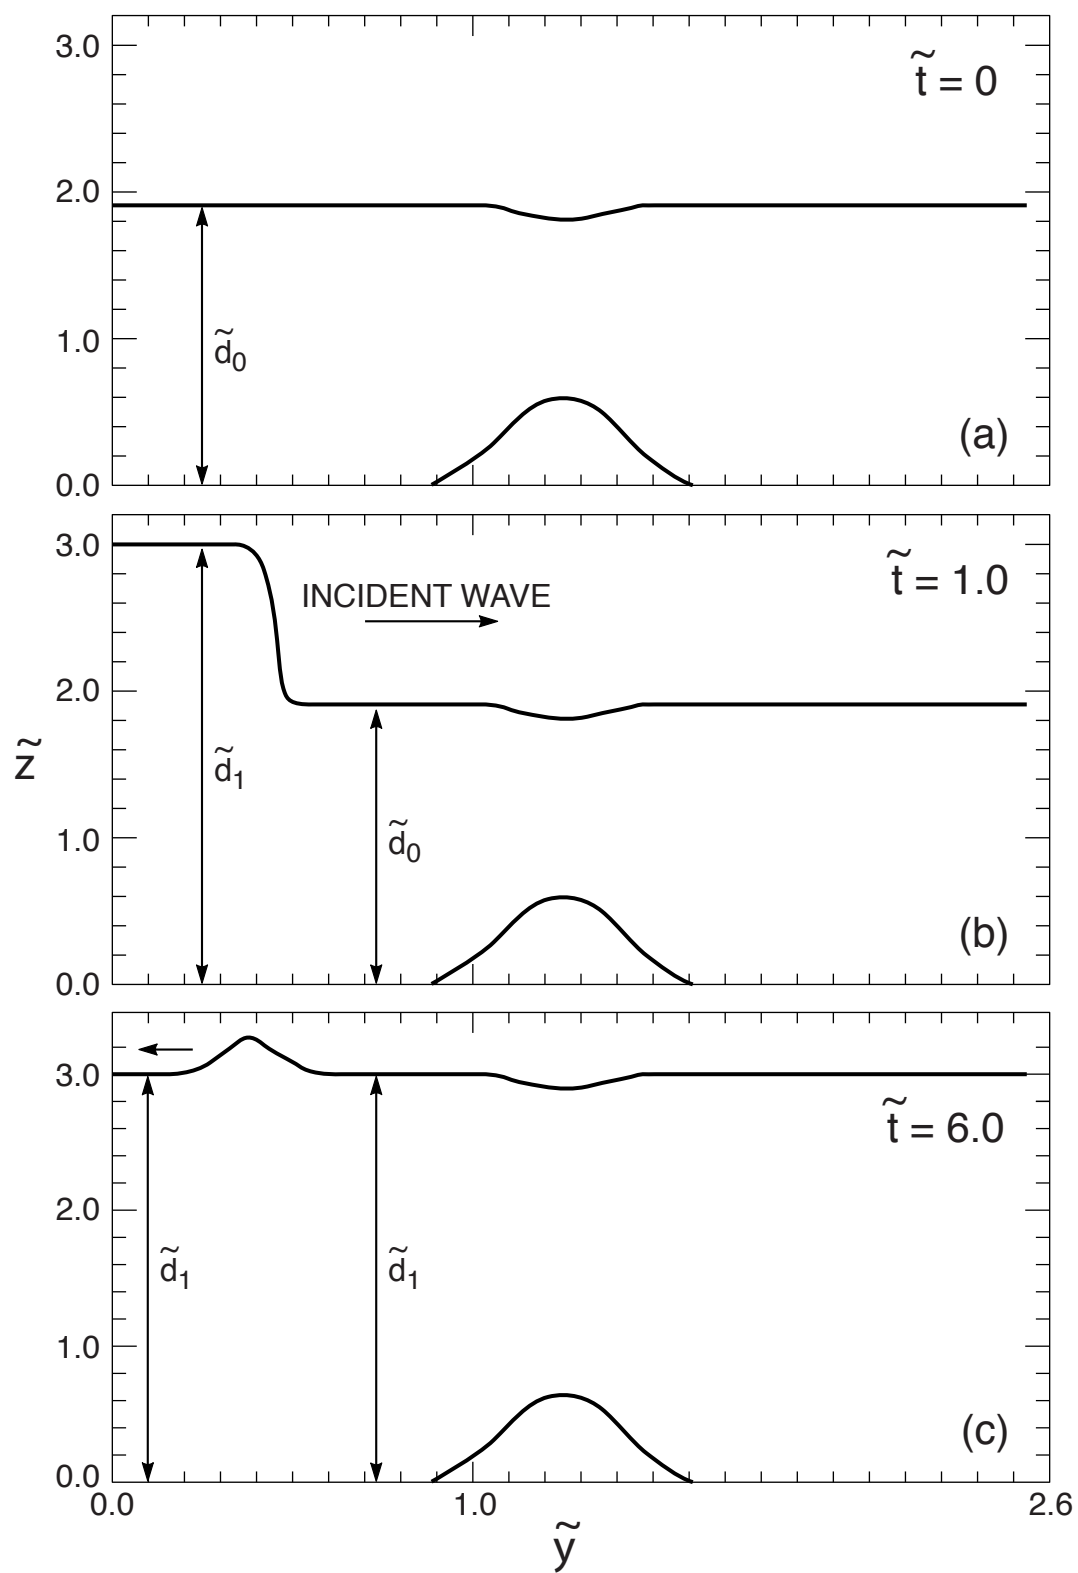 3.0
t̃ = 0
2.0
d̃₀
1.0
(a)
0.0
3.0
t̃ = 1.0
INCIDENT WAVE
2.0
z̃
d̃₁
d̃₀
1.0
(b)
0.0
3.0
t̃ = 6.0
2.0
d̃₁ d̃₁
1.0
(c)
0.0
0.0 1.0 2.6
ỹ